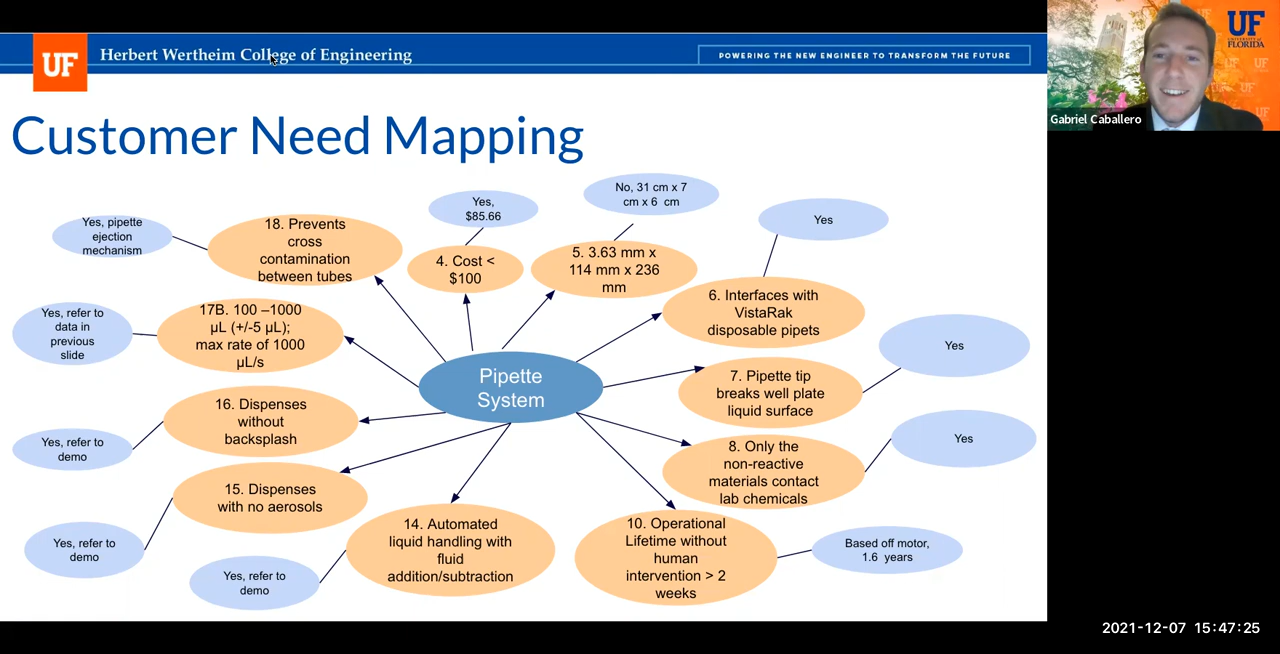 UF
Herbert Wertheim College of Engineering
POWERING THE NEW ENGINEER TO TRANSFORM THE FUTURE
UF
UNIVERSITY of
FLORIDA
Gabriel Caballero
Customer Need Mapping
Yes, pipette
ejection
mechanism
18. Prevents
cross
contamination
between tubes
Yes,
$85.66
4. Cost <
$100
No, 31 cm x 7
cm x 6 cm
5. 3.63 mm x
114 mm x 236
mm
Yes
6. Interfaces with
VistaRak
disposable pipets
Yes, refer to
data in
previous
slide
17B. 100 –1000
µL (+/-5 µL);
max rate of 1000
µL/s
Pipette
System
Yes
7. Pipette tip
breaks well plate
liquid surface
Yes, refer to
demo
16. Dispenses
without
backsplash
Yes
8. Only the
non-reactive
materials contact
lab chemicals
Yes, refer to
demo
15. Dispenses
with no aerosols
Yes, refer to
demo
14. Automated
liquid handling with
fluid
addition/subtraction
10. Operational
Lifetime without
human
intervention > 2
weeks
Based off motor,
1.6 years
2021-12-07 15:47:25